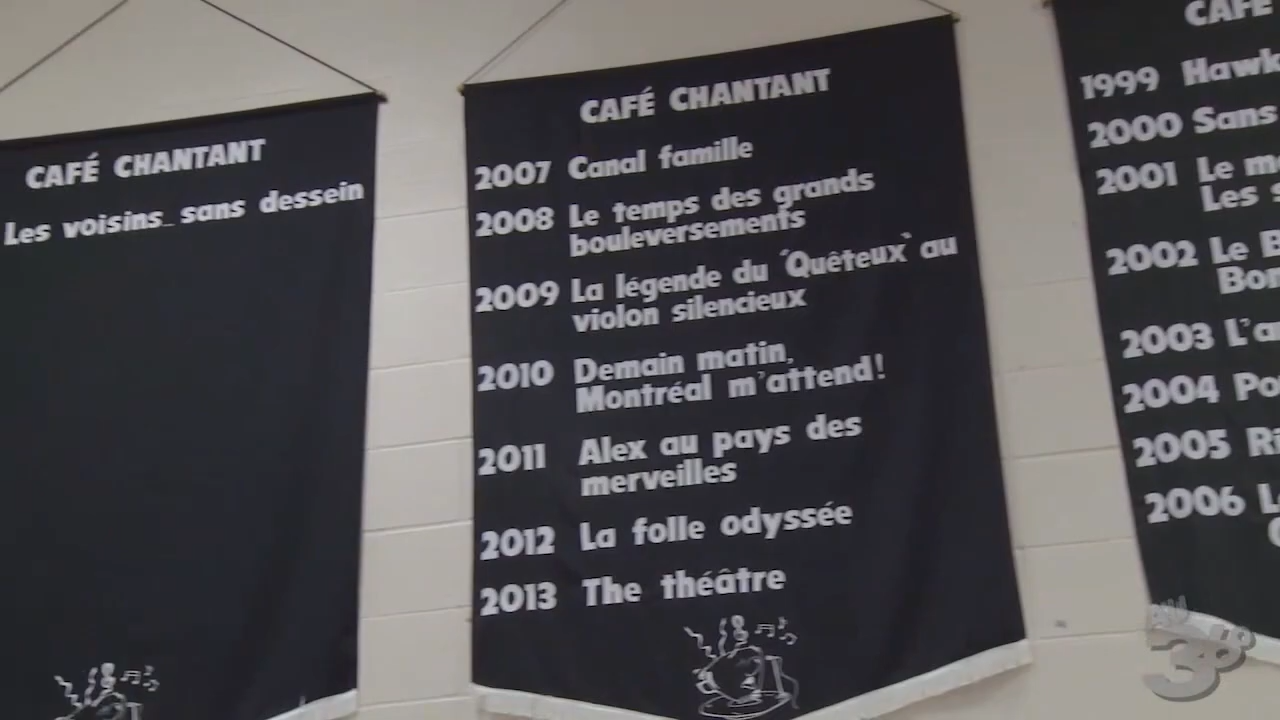 CAFÉ CHANTANT
Les voisins... sans dessein
CAFÉ CHANTANT
2007 Canal famille
2008 Le temps des grands
bouleversements
2009 La légende du "Quêteux" au
violon silencieux
2010 Demain matin,
Montréal m'attend!
2011 Alex au pays des
merveilles
2012 La folle odyssée
2013 The théâtre
CAFÉ
1999 Hawk
2000 Sans
2001 Le
Les
2002 Le
2003
2004
2005
2006